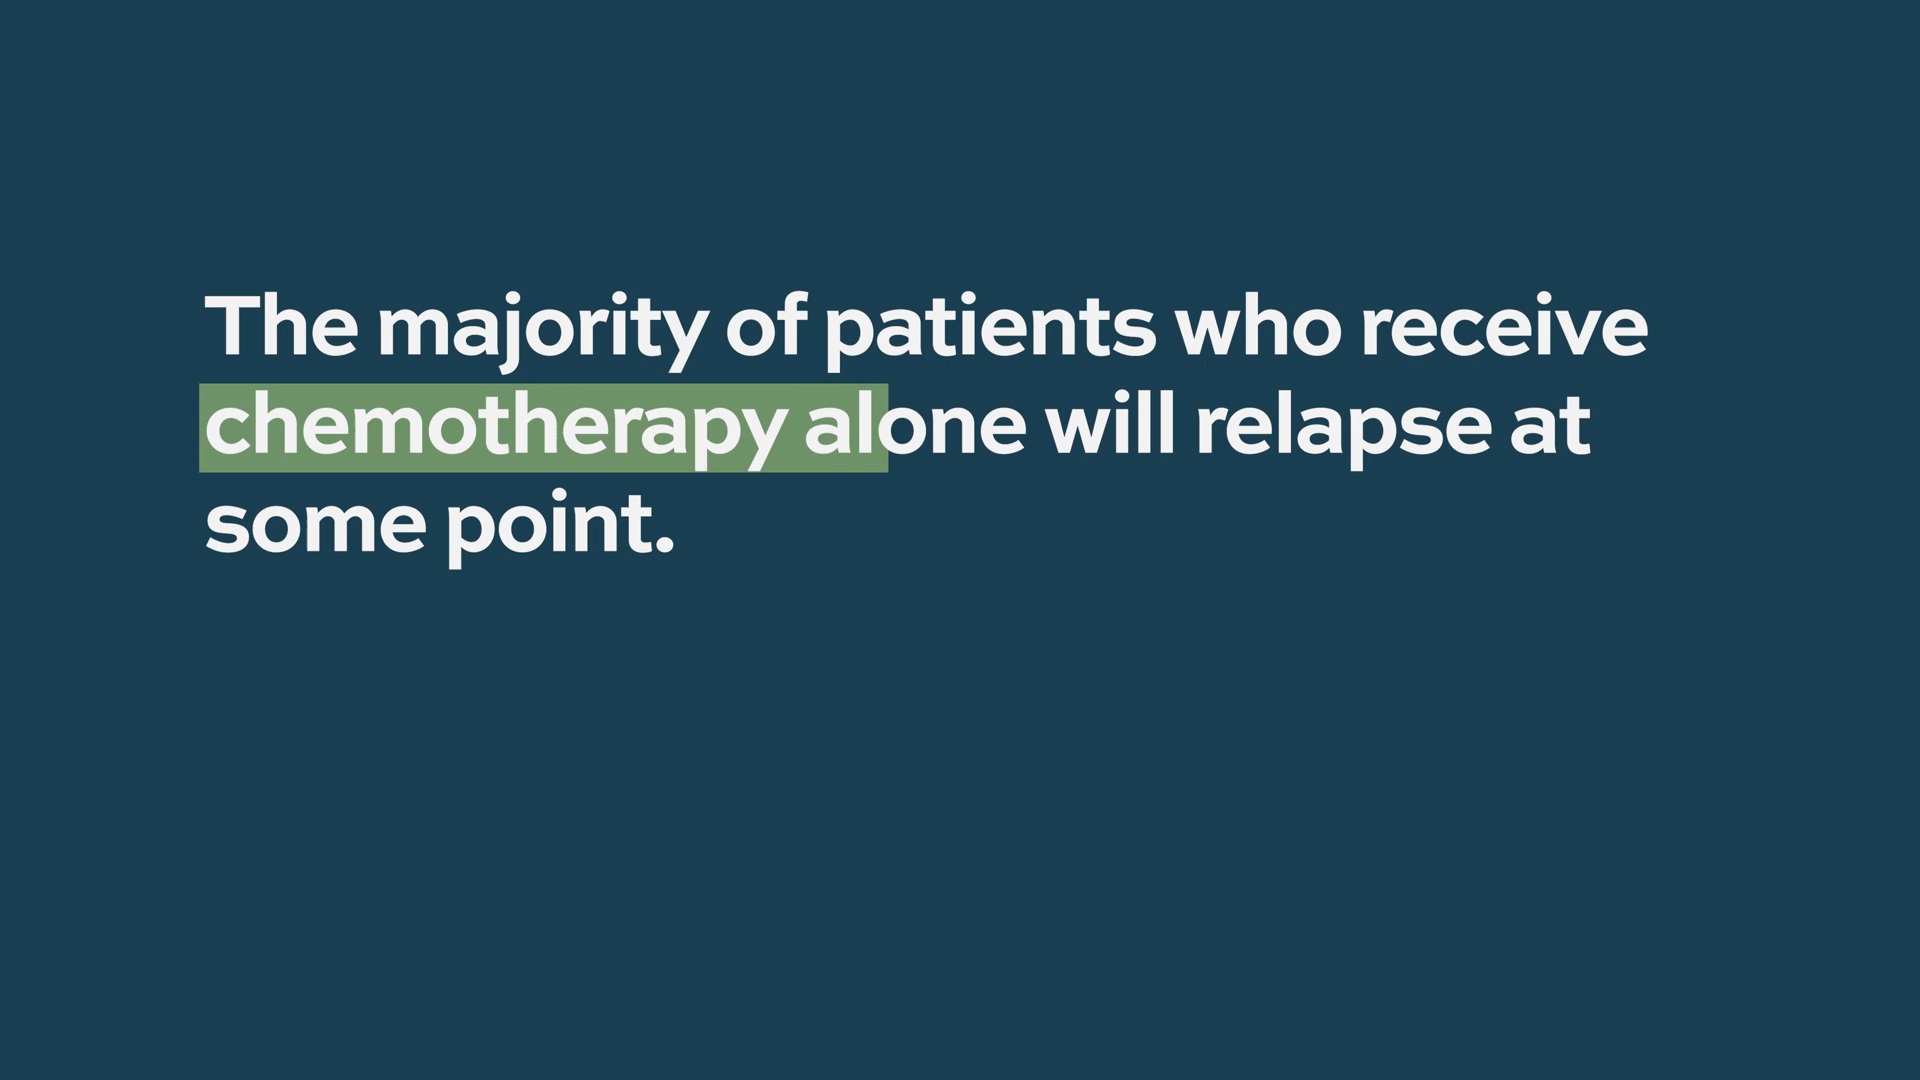 The majority of patients who receive
chemotherapy alone will relapse at
some point.